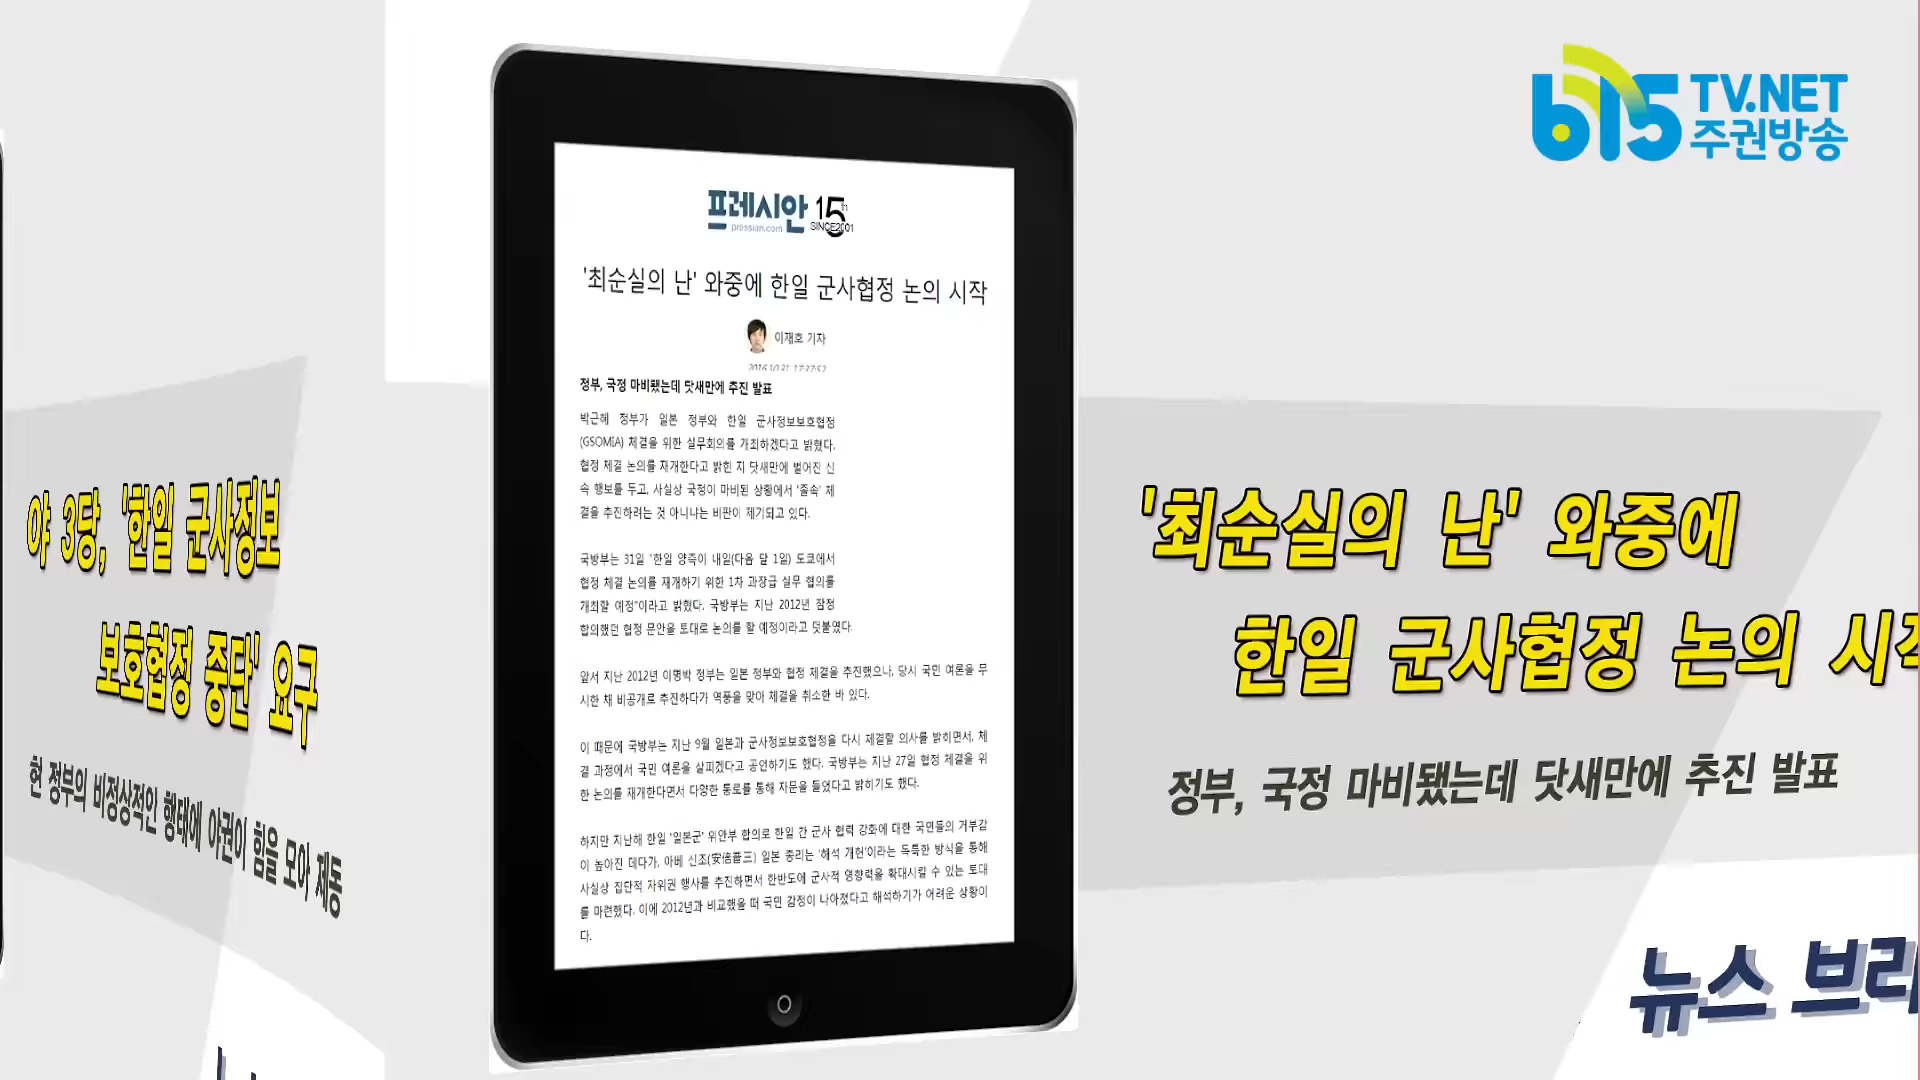 615 TV.NET
주권방송
야 3당, '한일 군사정보
보호협정 중단' 요구
현 정부의 비정상적인 행태에 야권이 힘을 모아 제동
프레시안 15th
pressian.com SINCE2001
'최순실의 난' 와중에 한일 군사협정 논의 시작
이재호 기자
2016.10.31. 17:37:52
정부, 국정 마비됐는데 닷새만에 추진 발표
박근혜 정부가 일본 정부와 한일 군사정보보호협정
(GSOMIA) 체결을 위한 실무회의를 개최하겠다고 밝혔다.
협정 체결 논의를 재개한다고 밝힌 지 닷새만에 벌어진 신
속 행보를 두고, 사실상 국정이 마비된 상황에서 '졸속' 체
결을 추진하려는 것 아니냐는 비판이 제기되고 있다.
국방부는 31일 "한일 양측이 내일(다음 달 1일) 도쿄에서
협정 체결 논의를 재개하기 위한 1차 과장급 실무 협의를
개최할 예정"이라고 밝혔다. 국방부는 지난 2012년 잠정
합의했던 협정 문안을 토대로 논의를 할 예정이라고 덧붙였다.
앞서 지난 2012년 이명박 정부는 일본 정부와 협정 체결을 추진했으나, 당시 국민 여론을 무
시한 채 비공개로 추진하다가 역풍을 맞아 체결을 취소한 바 있다.
이 때문에 국방부는 지난 9월 일본과 군사정보보호협정을 다시 체결할 의사를 밝히면서, 체
결 과정에서 국민 여론을 살피겠다고 공언하기도 했다. 국방부는 지난 27일 협정 체결을 위
한 논의를 재개한다면서 다양한 통로를 통해 자문을 들었다고 밝히기도 했다.
하지만 지난해 한일 '일본군' 위안부 합의로 한일 간 군사 협력 강화에 대한 국민들의 거부감
이 높아진 데다가, 아베 신조(安倍晋三) 일본 총리는 '해석 개헌'이라는 독특한 방식을 통해
사실상 집단적 자위권 행사를 추진하면서 한반도에 군사적 영향력을 확대시킬 수 있는 토대
를 마련했다. 이에 2012년과 비교했을 때 국민 감정이 나아졌다고 해석하기가 어려운 상황이
다.
'최순실의 난' 와중에
한일 군사협정 논의 시작
정부, 국정 마비됐는데 닷새만에 추진 발표
뉴스 브리